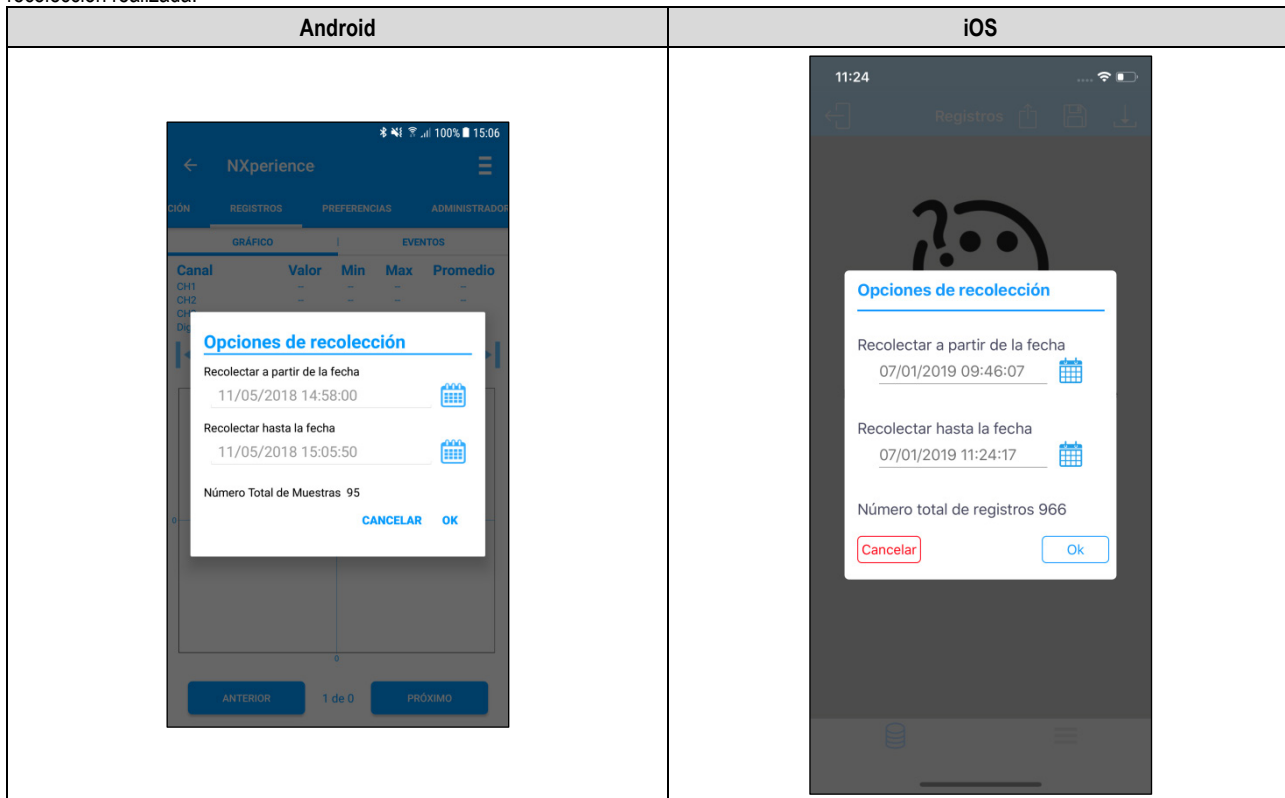 Android
iOS
100% 15:06
NXperience
CIÓN REGISTROS PREFERENCIAS ADMINISTRADOR
GRÁFICO | EVENTOS
Canal Valor Min Max Promedio
CH1 -- -- -- --
CH2 -- -- -- --
Opciones de recolección
Recolectar a partir de la fecha
11/05/2018 14:58:00
Recolectar hasta la fecha
11/05/2018 15:05:50
Número Total de Muestras 95
CANCELAR OK
0
0
ANTERIOR 1 de 0 PRÓXIMO
11:24
Registros
?
Opciones de recolección
Recolectar a partir de la fecha
07/01/2019 09:46:07
Recolectar hasta la fecha
07/01/2019 11:24:17
Número total de registros 966
Cancelar Ok